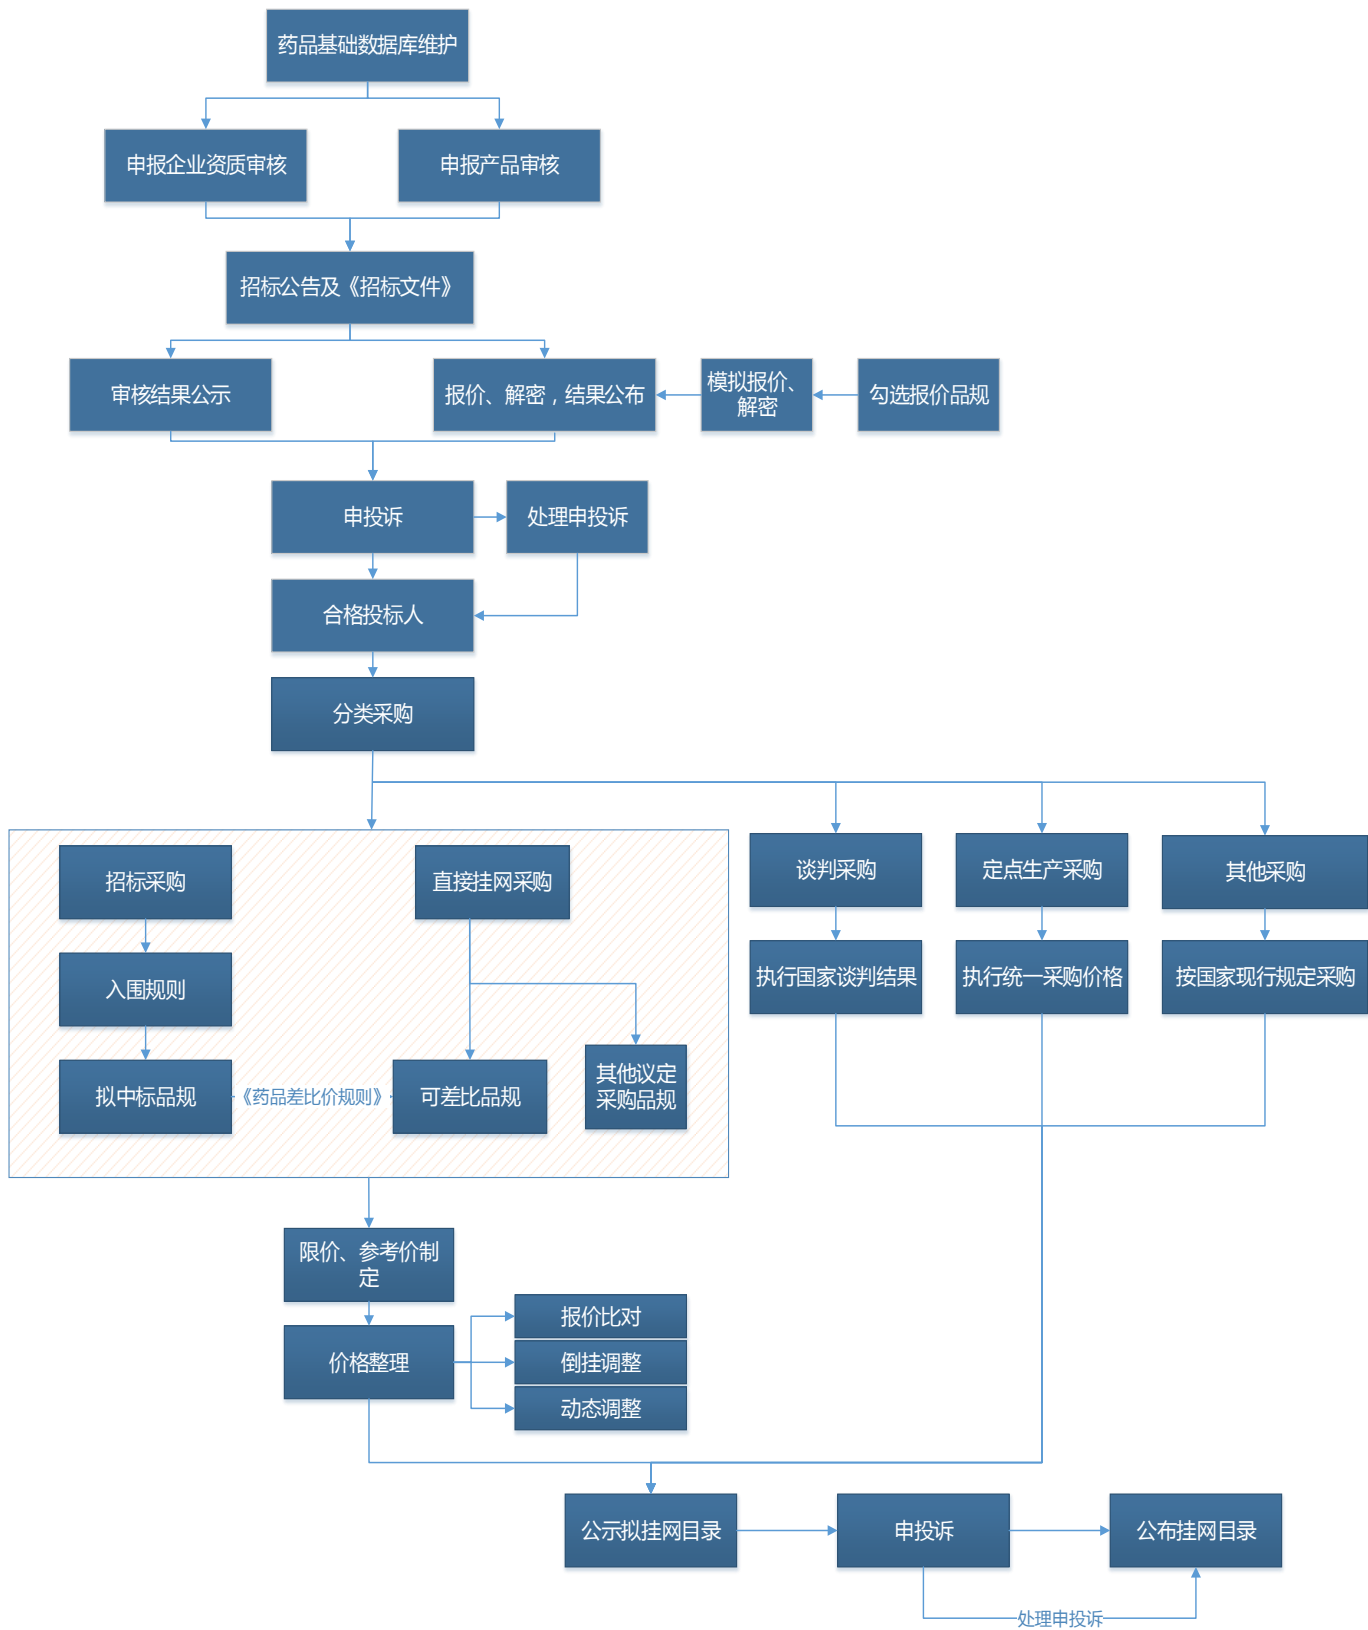 药品基础数据库维护
申报企业资质审核
申报产品审核
招标公告及《招标文件》
审核结果公示
报价、解密，结果公布
模拟报价、
解密
勾选报价品规
申投诉
处理申投诉
合格投标人
分类采购
招标采购
直接挂网采购
谈判采购
定点生产采购
其他采购
入围规则
执行国家谈判结果
执行统一采购价格
按国家现行规定采购
拟中标品规
《药品差比价规则》
可差比品规
其他议定
采购品规
限价、参考价制
定
价格整理
报价比对
倒挂调整
动态调整
公示拟挂网目录
申投诉
公布挂网目录
处理申投诉